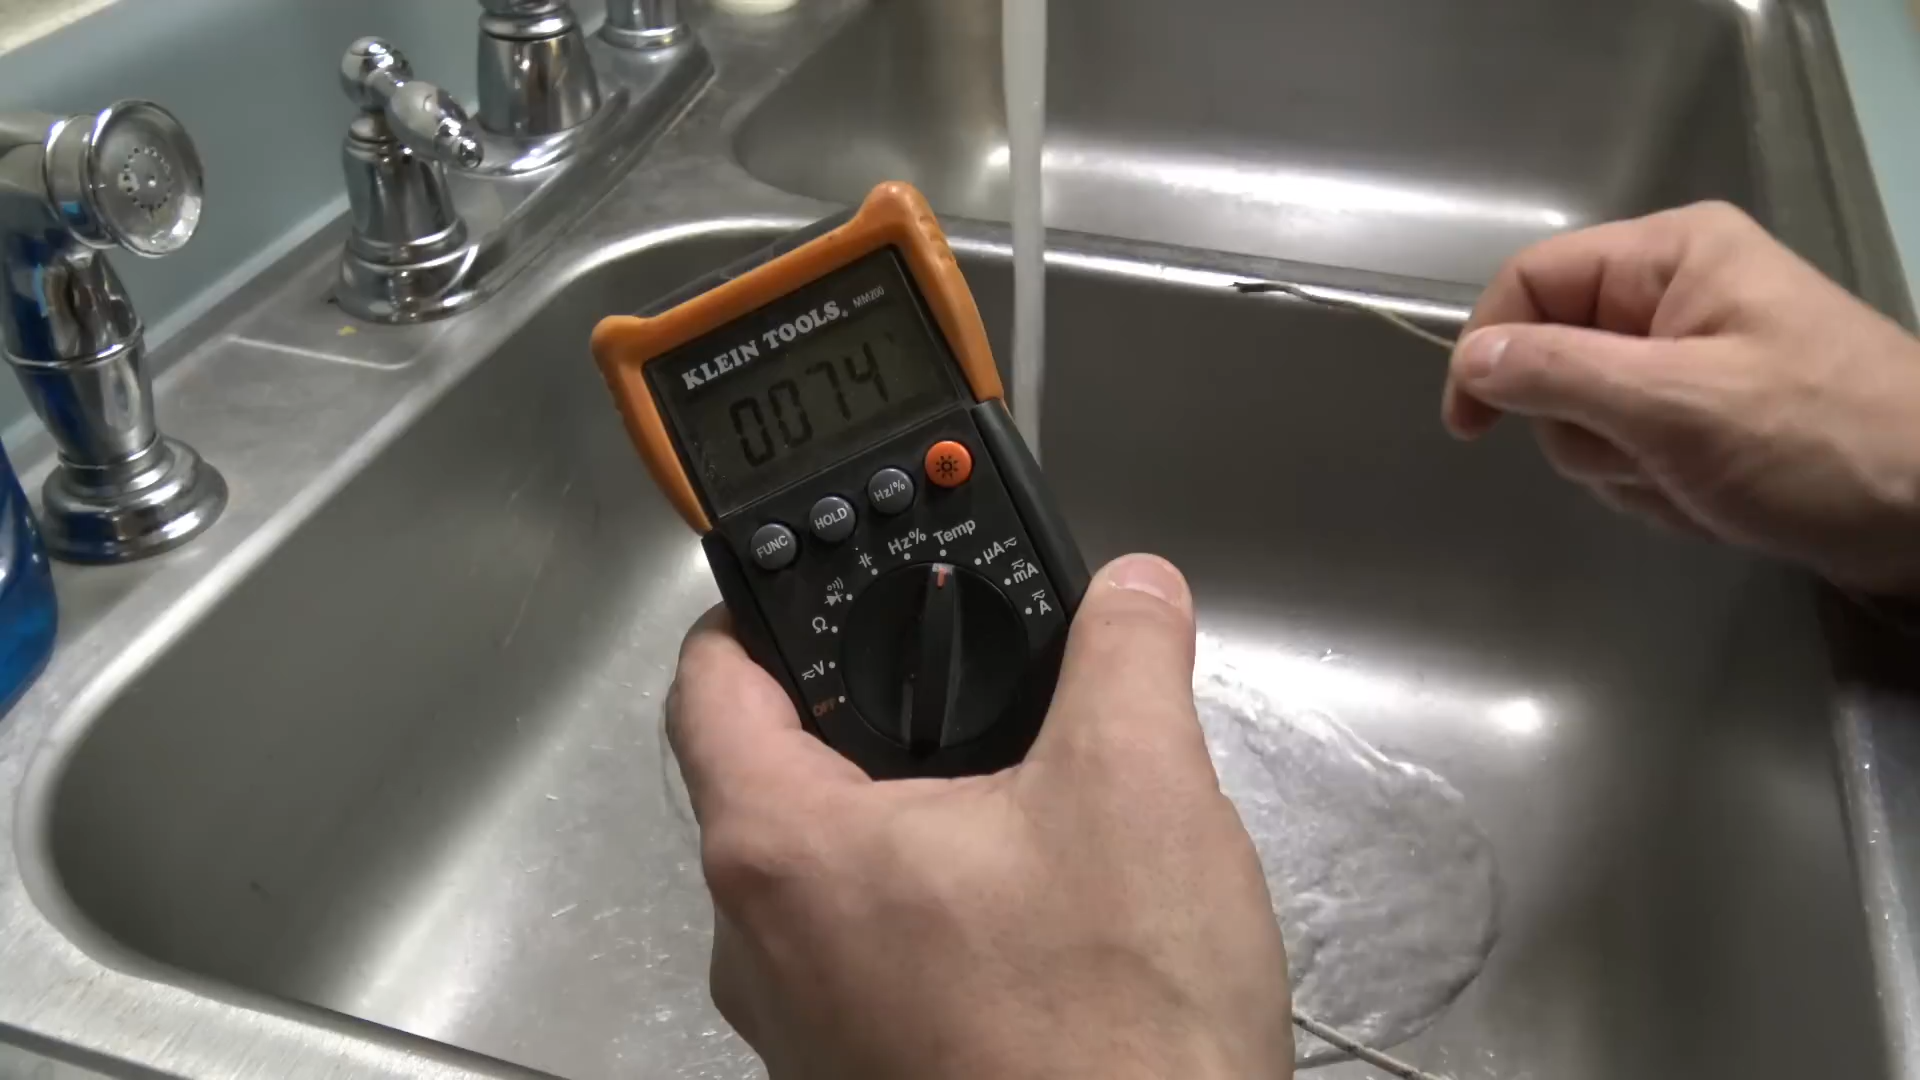 KLEIN TOOLS® MM200
0074
FUNC HOLD Hz/%
Hz% Temp
µA≂
≂mA
≂A
Ω
≂V
OFF